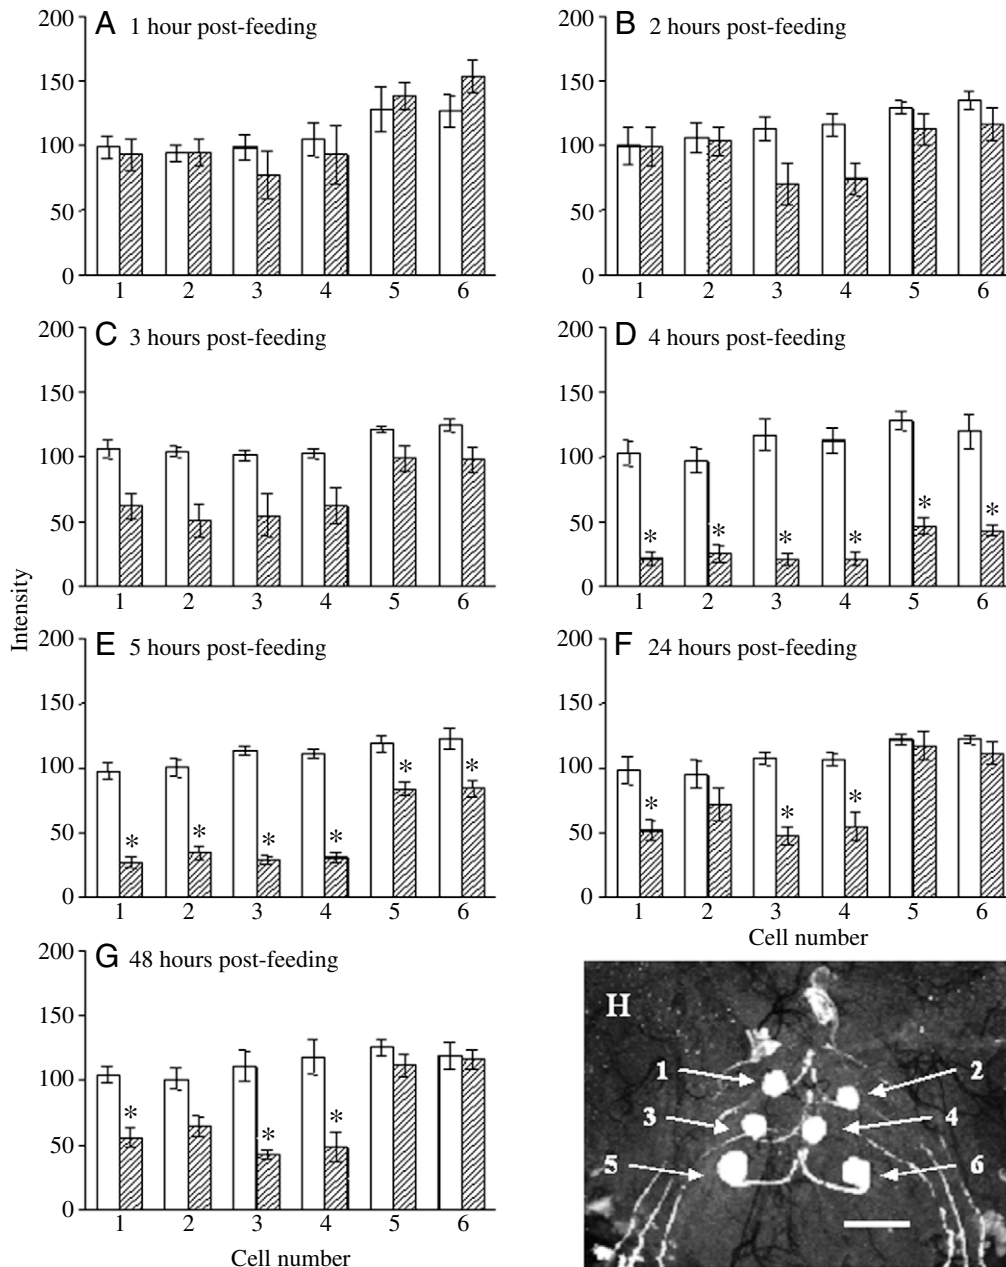 A 1 hour post-feeding
200
150
100
50
0
1 2 3 4 5 6
B 2 hours post-feeding
200
150
100
50
0
1 2 3 4 5 6
C 3 hours post-feeding
200
150
100
50
0
1 2 3 4 5 6
D 4 hours post-feeding
200
150
100
50
0
* * * * * *
1 2 3 4 5 6
Intensity
E 5 hours post-feeding
200
150
100
50
0
* * * * * *
1 2 3 4 5 6
F 24 hours post-feeding
200
150
100
50
0
* * *
1 2 3 4 5 6
Cell number
G 48 hours post-feeding
200
150
100
50
0
* * *
1 2 3 4 5 6
Cell number
H
1 2
3 4
5 6